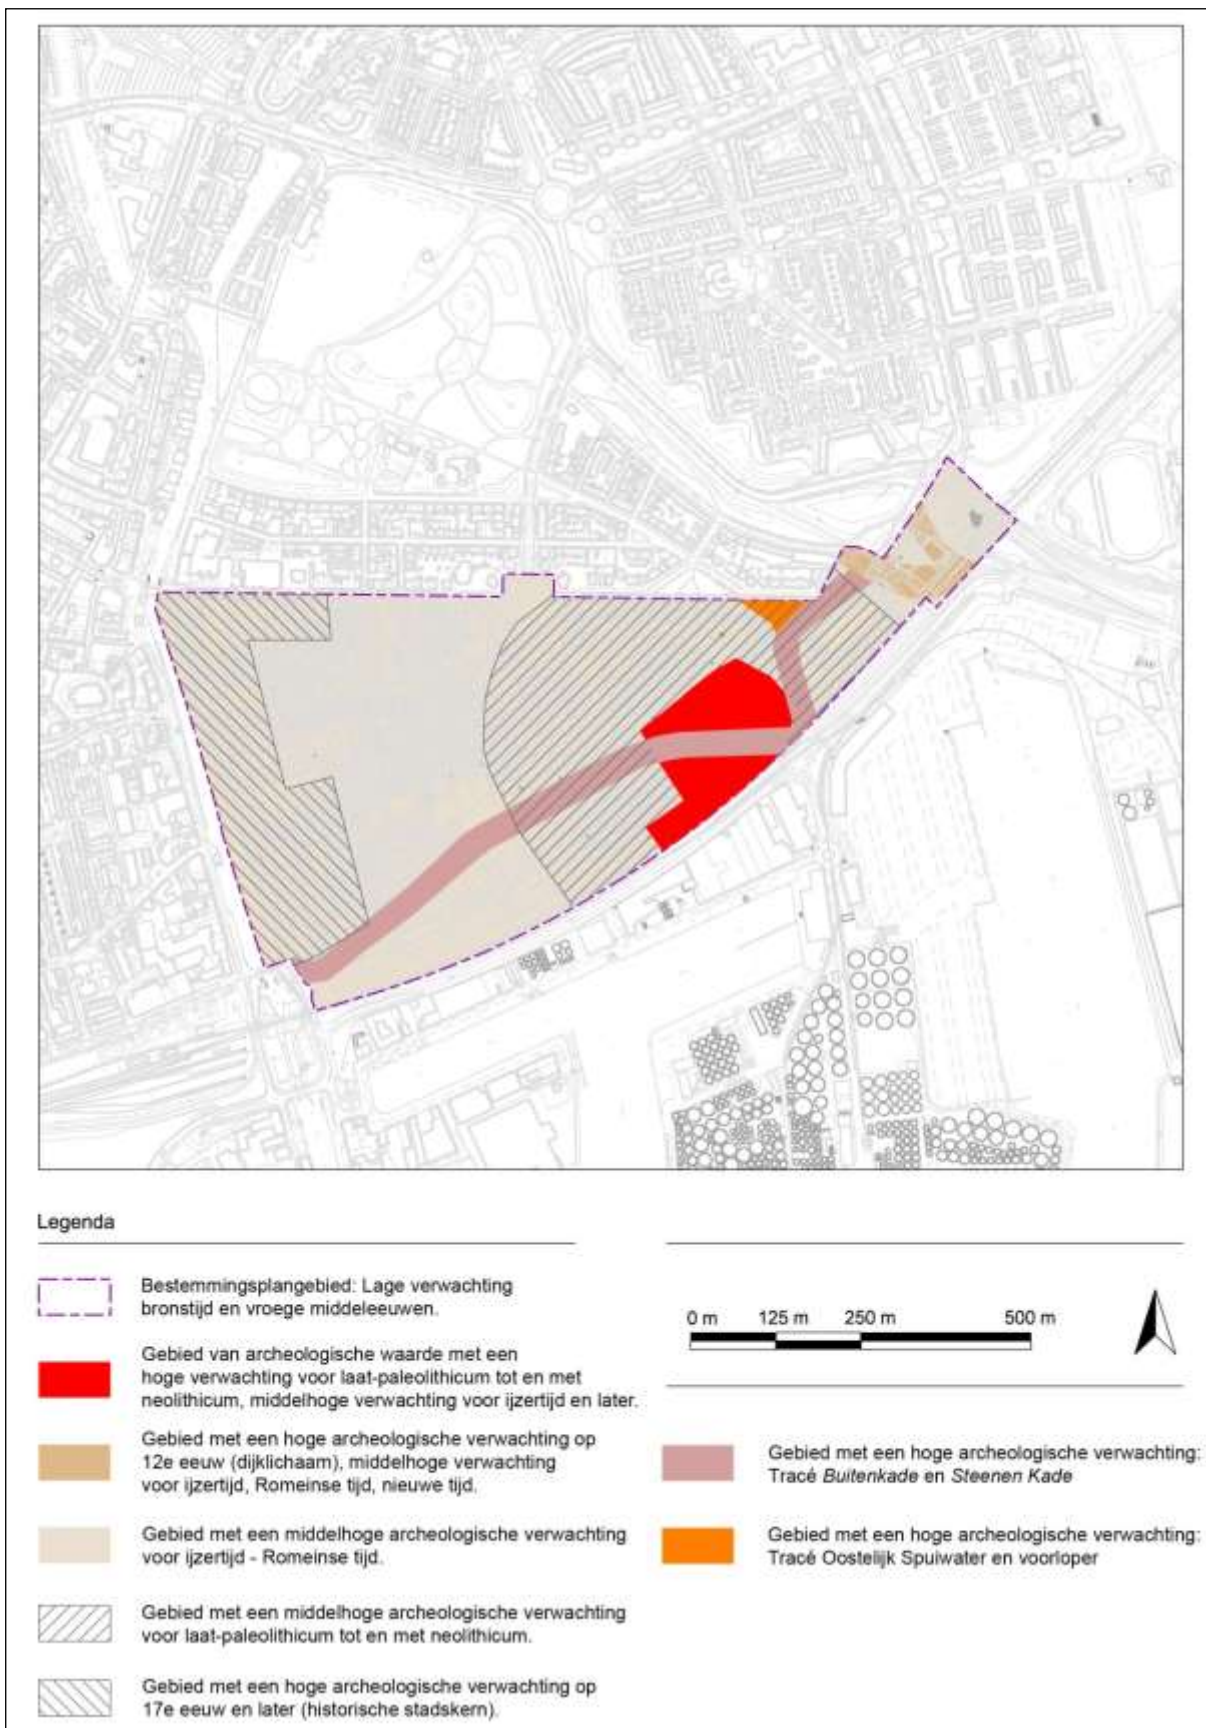 Legenda
Bestemmingsplangebied: Lage verwachting
bronstijd en vroege middeleeuwen.
Gebied van archeologische waarde met een
hoge verwachting voor laat-paleolithicum tot en met
neolithicum, middelhoge verwachting voor ijzertijd en later.
Gebied met een hoge archeologische verwachting op
12e eeuw (dijklichaam), middelhoge verwachting
voor ijzertijd, Romeinse tijd, nieuwe tijd.
Gebied met een middelhoge archeologische verwachting
voor ijzertijd - Romeinse tijd.
Gebied met een middelhoge archeologische verwachting
voor laat-paleolithicum tot en met neolithicum.
Gebied met een hoge archeologische verwachting op
17e eeuw en later (historische stadskern).
0 m 125 m 250 m 500 m
Gebied met een hoge archeologische verwachting:
Tracé Buitenkade en Steenen Kade
Gebied met een hoge archeologische verwachting:
Tracé Oostelijk Spuiwater en voorloper